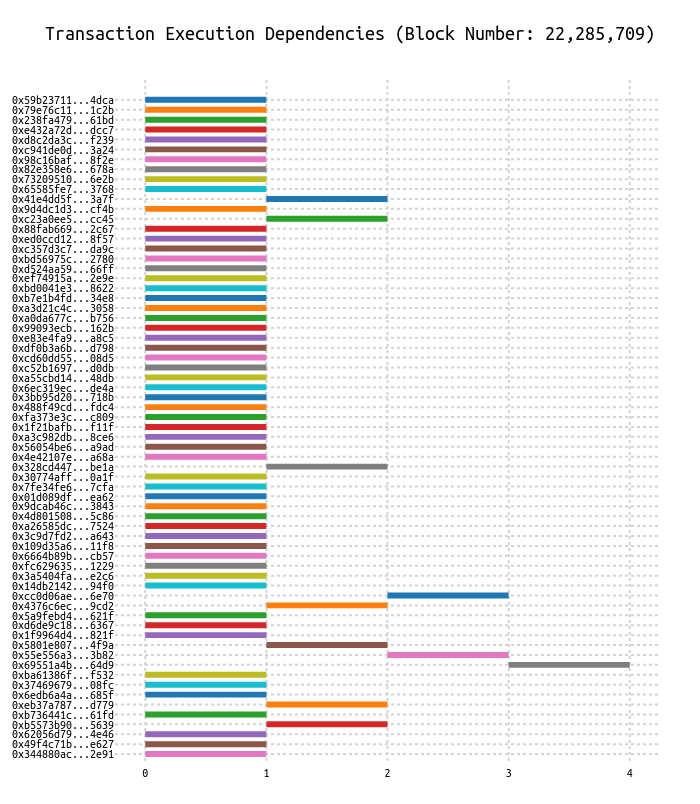 Transaction Execution Dependencies (Block Number: 22,285,709)
0x59b23711...4dca
0x79e76c11...1c2b
0x238fa479...61bd
0xe432a72d...dcc7
0xd8c2da3c...f239
0xc941de0d...3a24
0x98c16baf...8f2e
0x82e358e6...678a
0x73209510...6e2b
0x65585fe7...3768
0x41e4dd5f...3a7f
0x9d4dc1d3...cf4b
0xc23a0ee5...cc45
0x88fab669...2c67
0xed0ccd12...8f57
0xc357d3c7...da9c
0xbd56975c...2780
0xd524aa59...66ff
0xef74915a...2e9e
0xbd0041e3...8622
0xb7e1b4fd...34e8
0xa3d21c4c...3058
0xa0da677c...b756
0x99093ecb...162b
0xe83e4fa9...a8c5
0xdf0b3a6b...d798
0xcd60dd55...08d5
0xc52b1697...d0db
0xa55cbd14...48db
0x6ec319ec...de4a
0x3bb95d20...718b
0x488f49cd...fdc4
0xfa373e3c...c809
0x1f21bafb...f11f
0xa3c982db...8ce6
0x56054be6...a9ad
0x4e42107e...a68a
0x328cd447...be1a
0x30774aff...0a1f
0x7fe34fe6...7cfa
0x01d089df...ea62
0x9dcab46c...3843
0x4d801508...5c86
0xa26585dc...7524
0x3c9d7fd2...a643
0x109d35a6...11f8
0x6664b89b...cb57
0xfc629635...1229
0x3a5404fa...e2c6
0x14db2142...94f0
0xcc0d06ae...6e70
0x4376c6ec...9cd2
0x5a9febd4...621f
0xd6de9c18...6367
0x1f9964d4...821f
0x5801e807...4f9a
0x55e556a3...3b82
0x69551a4b...64d9
0xba61386f...f532
0x37469679...08fc
0x6edb6a4a...685f
0xeb37a787...d779
0xb736441c...61fd
0xb5573b90...5639
0x62056d79...4e46
0x49f4c71b...e627
0x344880ac...2e91
0 1 2 3 4